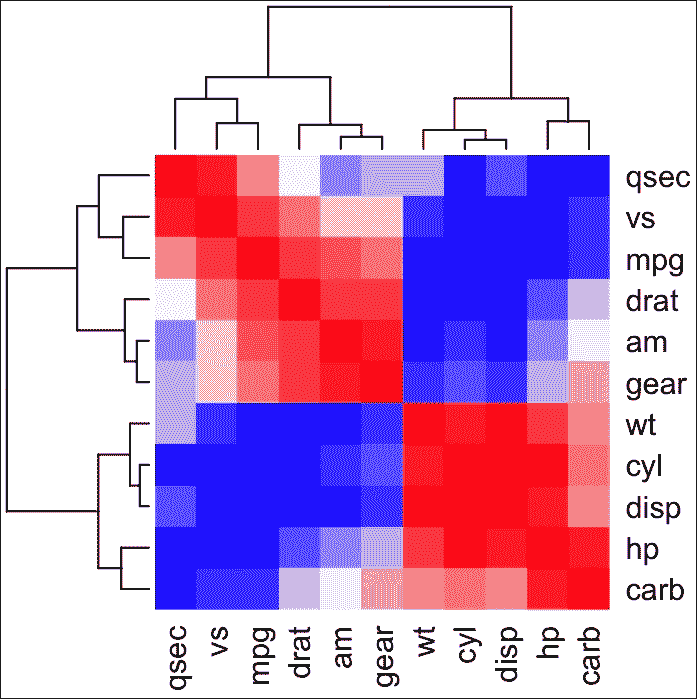 qsec
vs
mpg
drat
am
gear
wt
cyl
disp
hp
carb
qsec vs mpg drat am gear wt cyl disp hp carb